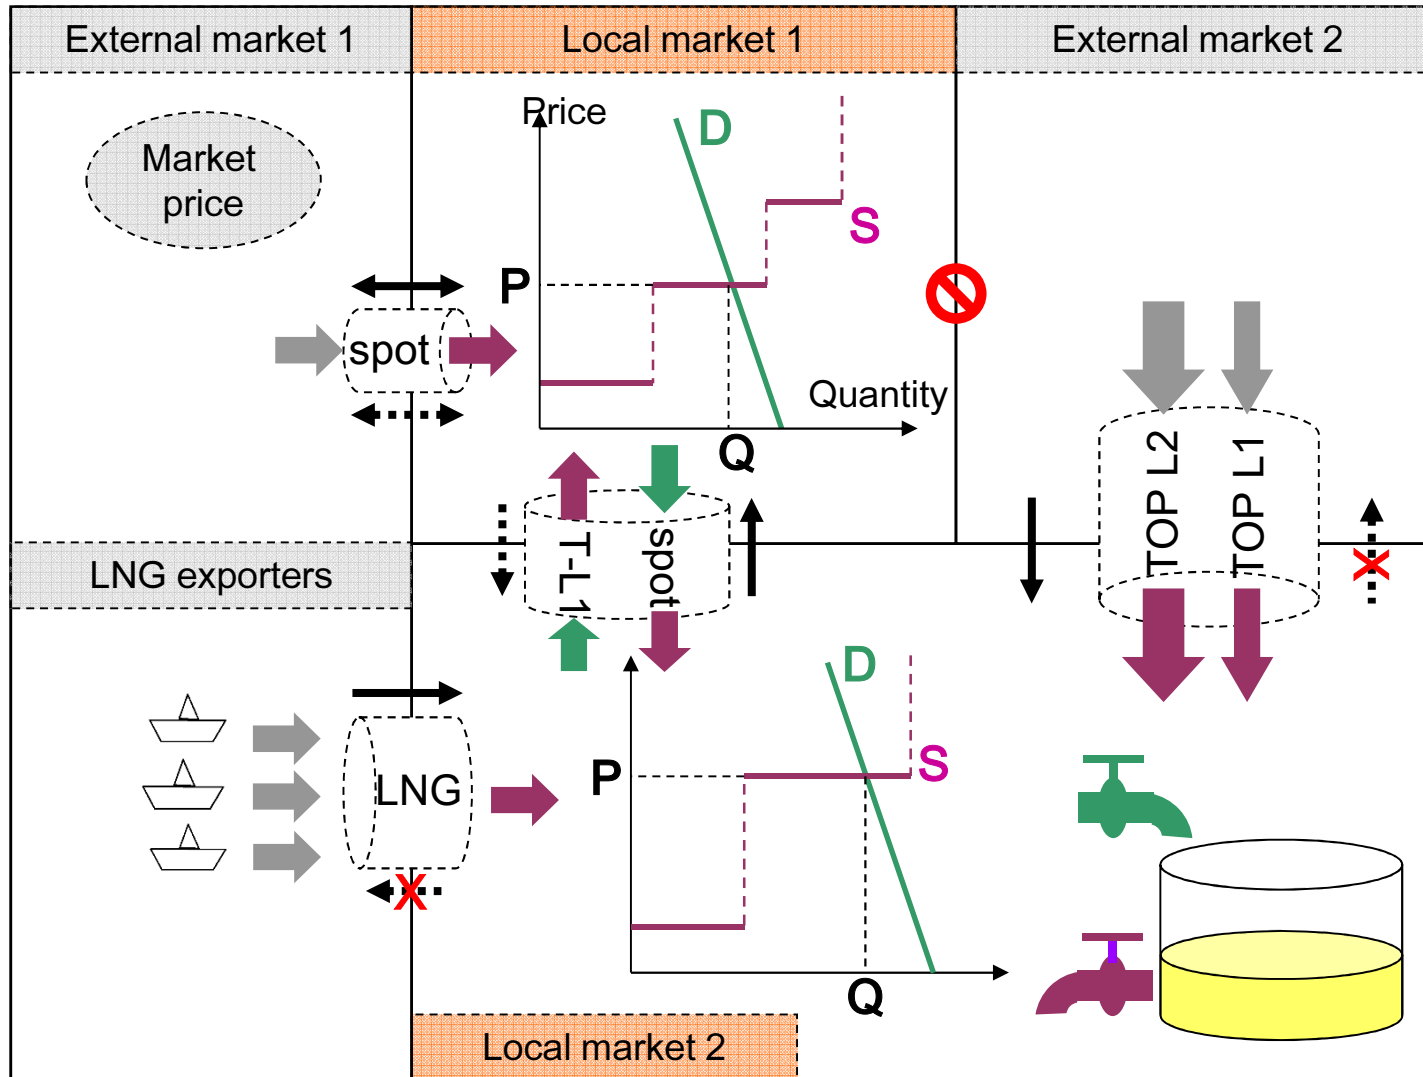 External market 1
Local market 1
External market 2
Price
D
Market
price
S
P
spot
Quantity
Q
TOP L2
TOP L1
T-L1
spot
LNG exporters
D
S
P
LNG
X
X
Q
Local market 2